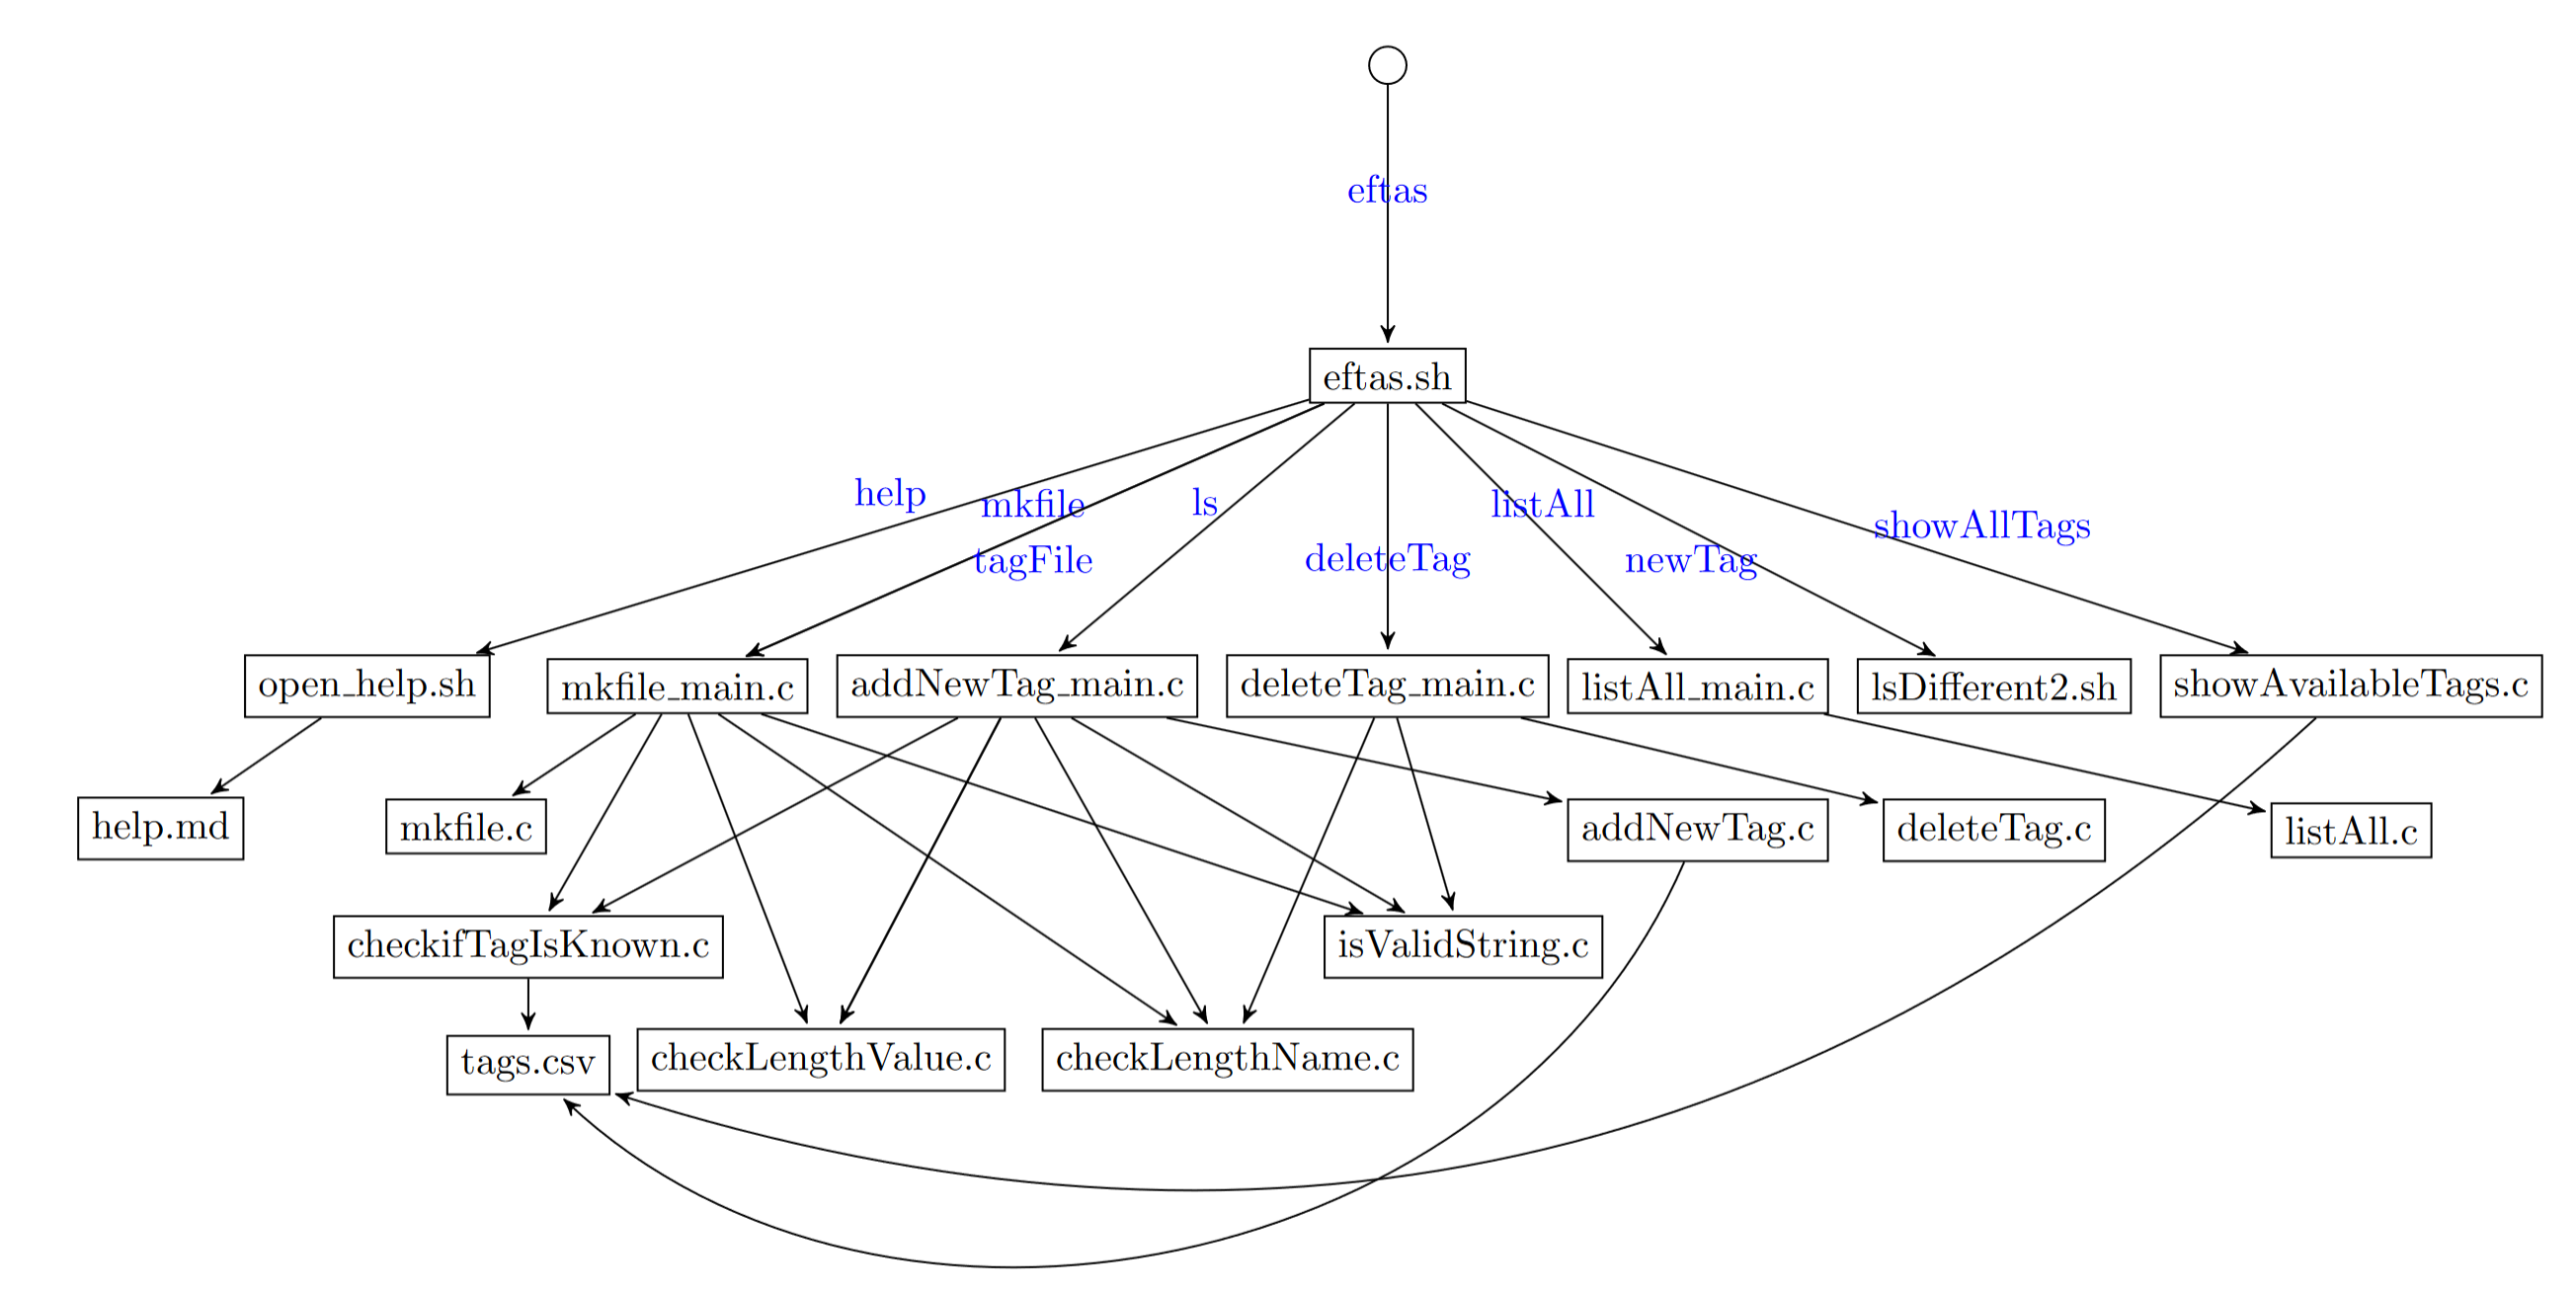 eftas
eftas.sh
help
mkfile
ls
listAll
showAllTags
tagFile
deleteTag
newTag
open_help.sh
mkfile_main.c
addNewTag_main.c
deleteTag_main.c
listAll_main.c
lsDifferent2.sh
showAvailableTags.c
help.md
mkfile.c
addNewTag.c
deleteTag.c
listAll.c
checkifTagIsKnown.c
isValidString.c
tags.csv
checkLengthValue.c
checkLengthName.c